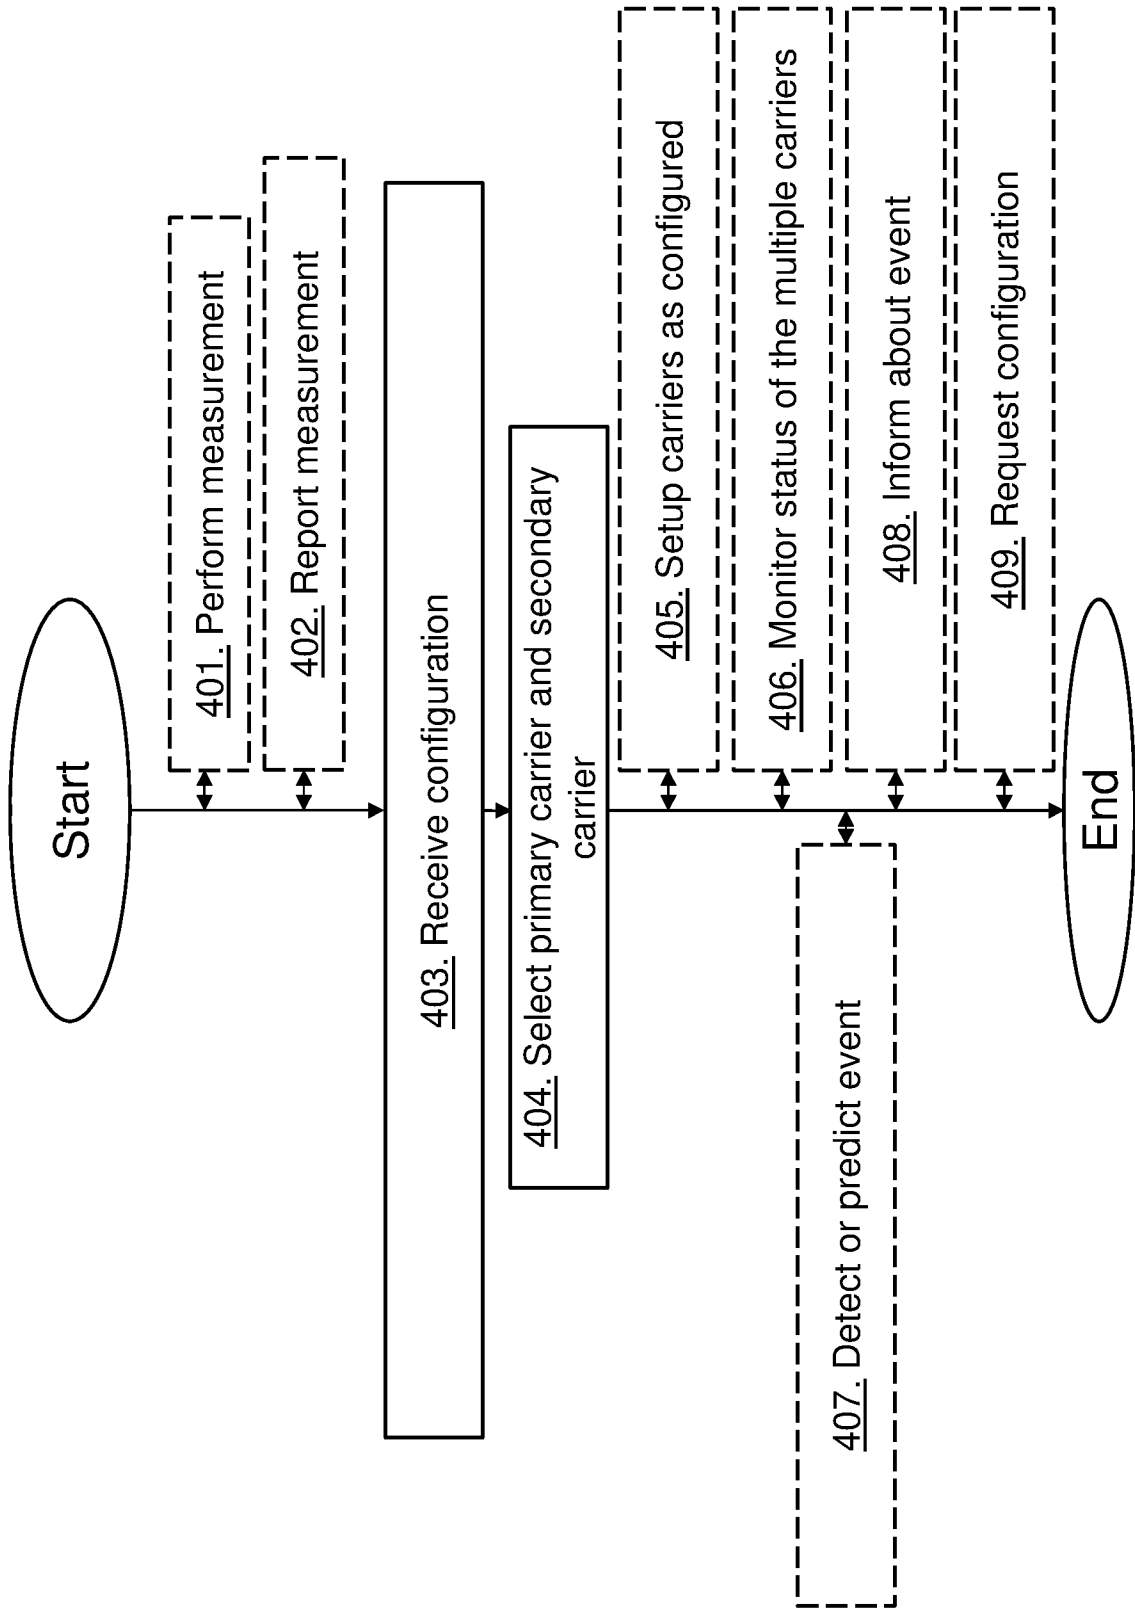 Start
401. Perform measurement
402. Report measurement
403. Receive configuration
404. Select primary carrier and secondary
carrier
405. Setup carriers as configured
406. Monitor status of the multiple carriers
407. Detect or predict event
408. Inform about event
409. Request configuration
End